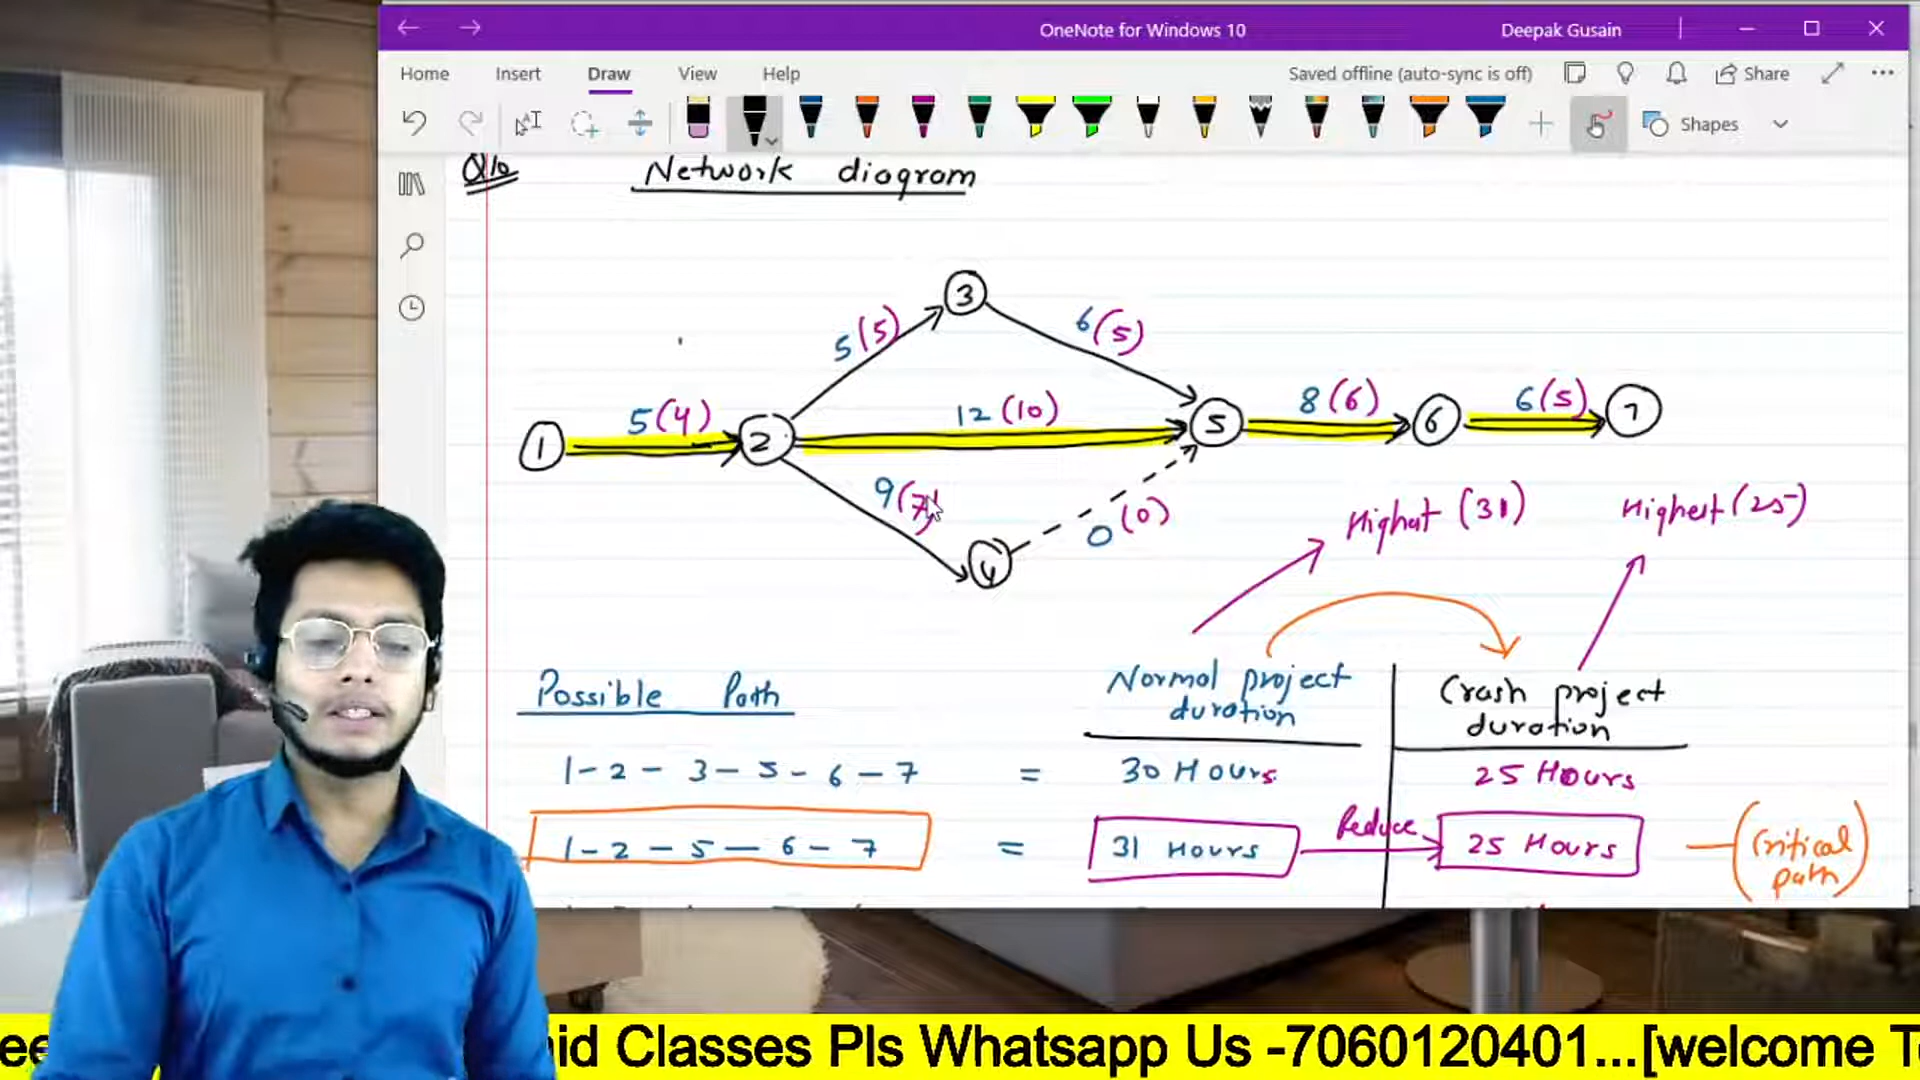 OneNote for Windows 10
Deepak Gusain
Home Insert Draw View Help
Saved offline (auto-sync is off)
Share
Shapes
Network diagram
3
5(5)
6(5)
5(4)
12(10)
8(6)
6(5)
1
2
5
6
7
9(7)
0(0)
4
Highest (31)
Highest (25)
Possible Path
Normal project duration
Crash project duration
1-2-3-5-6-7 = 30 Hours 25 Hours
1-2-5-6-7 = 31 Hours Reduce 25 Hours (Critical path)
Classes Pls Whatsapp Us -7060120401...[welcome